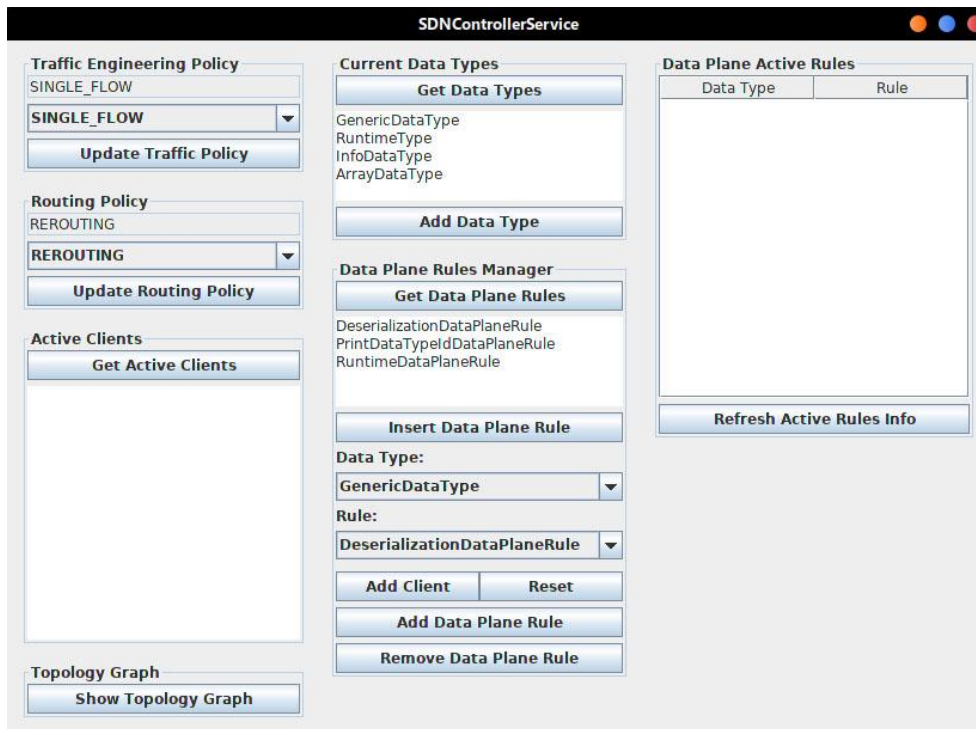 SDNControllerService
Traffic Engineering Policy
SINGLE_FLOW
SINGLE_FLOW
Update Traffic Policy
Routing Policy
REROUTING
REROUTING
Update Routing Policy
Active Clients
Get Active Clients
Topology Graph
Show Topology Graph
Current Data Types
Get Data Types
GenericDataType
RuntimeType
InfoDataType
ArrayDataType
Add Data Type
Data Plane Rules Manager
Get Data Plane Rules
DeserializationDataPlaneRule
PrintDataTypeIdDataPlaneRule
RuntimeDataPlaneRule
Insert Data Plane Rule
Data Type:
GenericDataType
Rule:
DeserializationDataPlaneRule
Add Client Reset
Add Data Plane Rule
Remove Data Plane Rule
Data Plane Active Rules
Data Type Rule
Refresh Active Rules Info